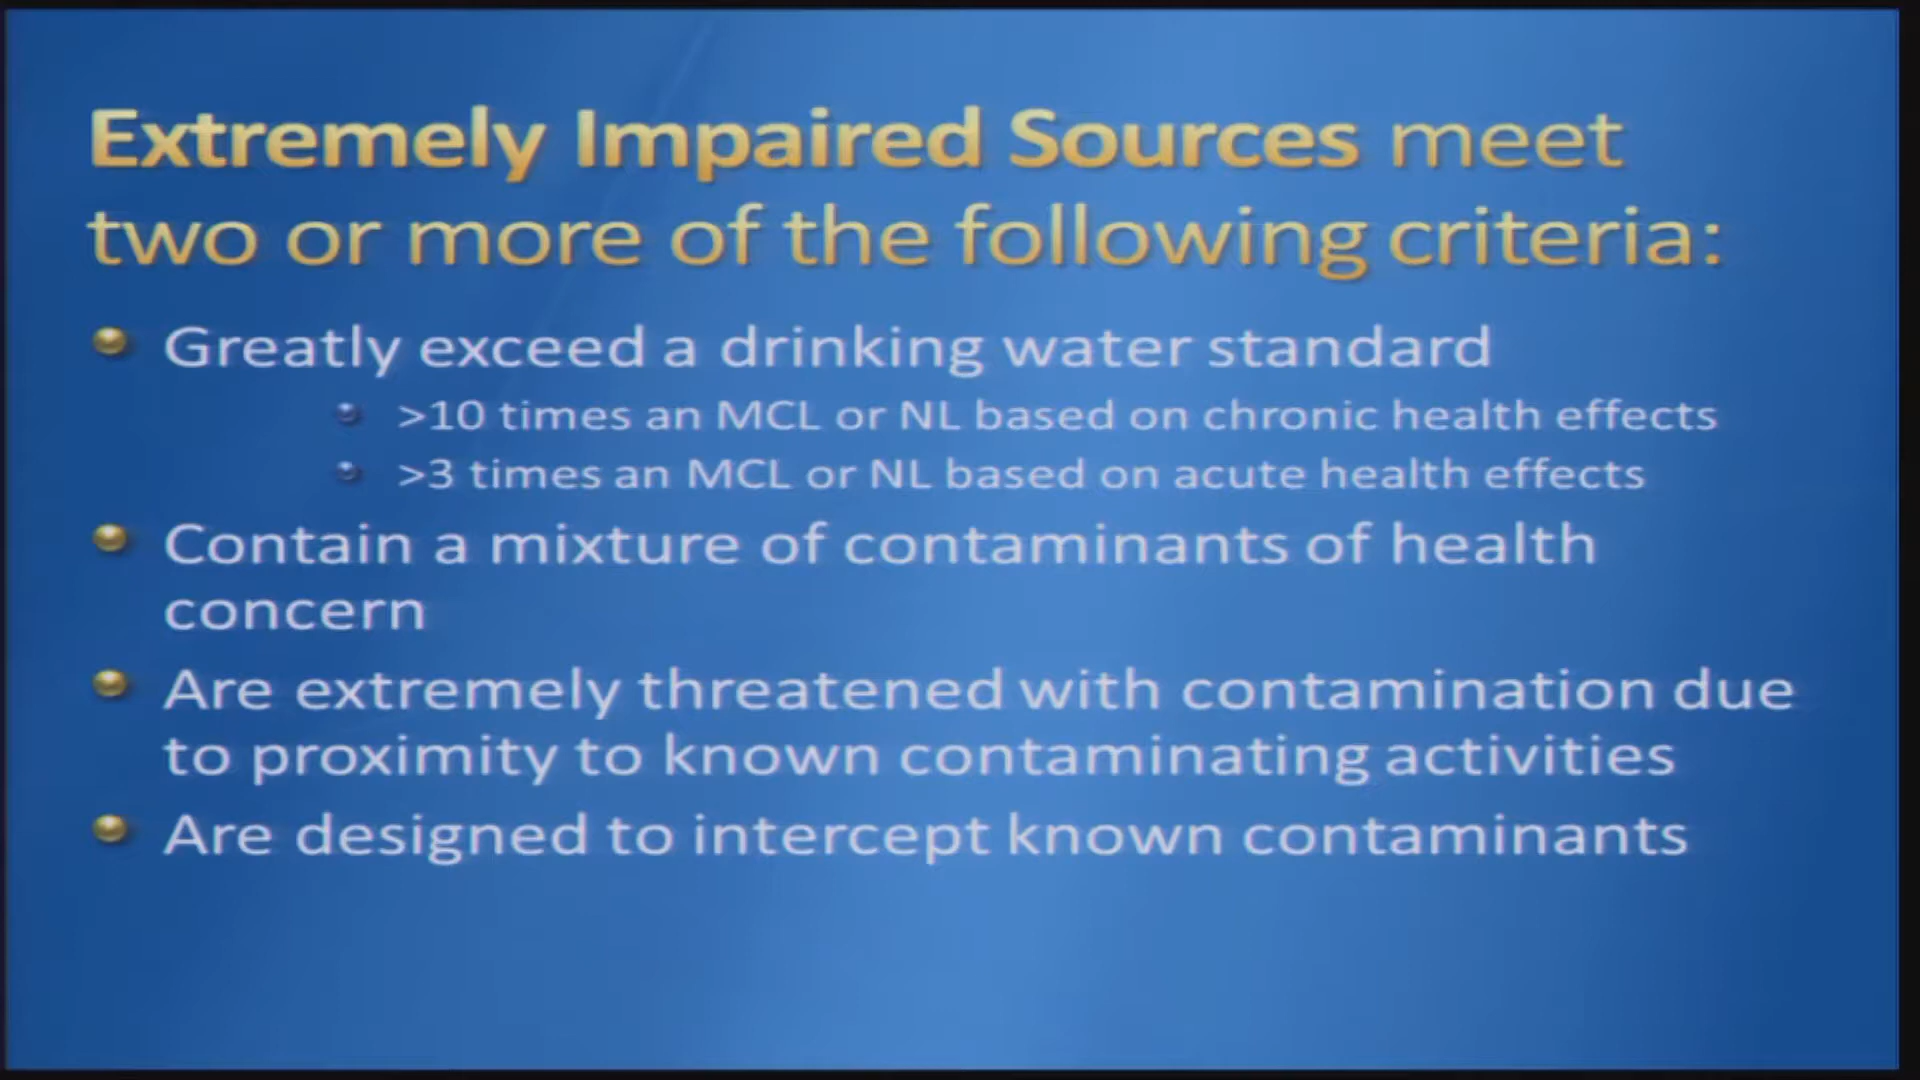 Extremely Impaired Sources meet
two or more of the following criteria:
Greatly exceed a drinking water standard
>10 times an MCL or NL based on chronic health effects
>3 times an MCL or NL based on acute health effects
Contain a mixture of contaminants of health
concern
Are extremely threatened with contamination due
to proximity to known contaminating activities
Are designed to intercept known contaminants